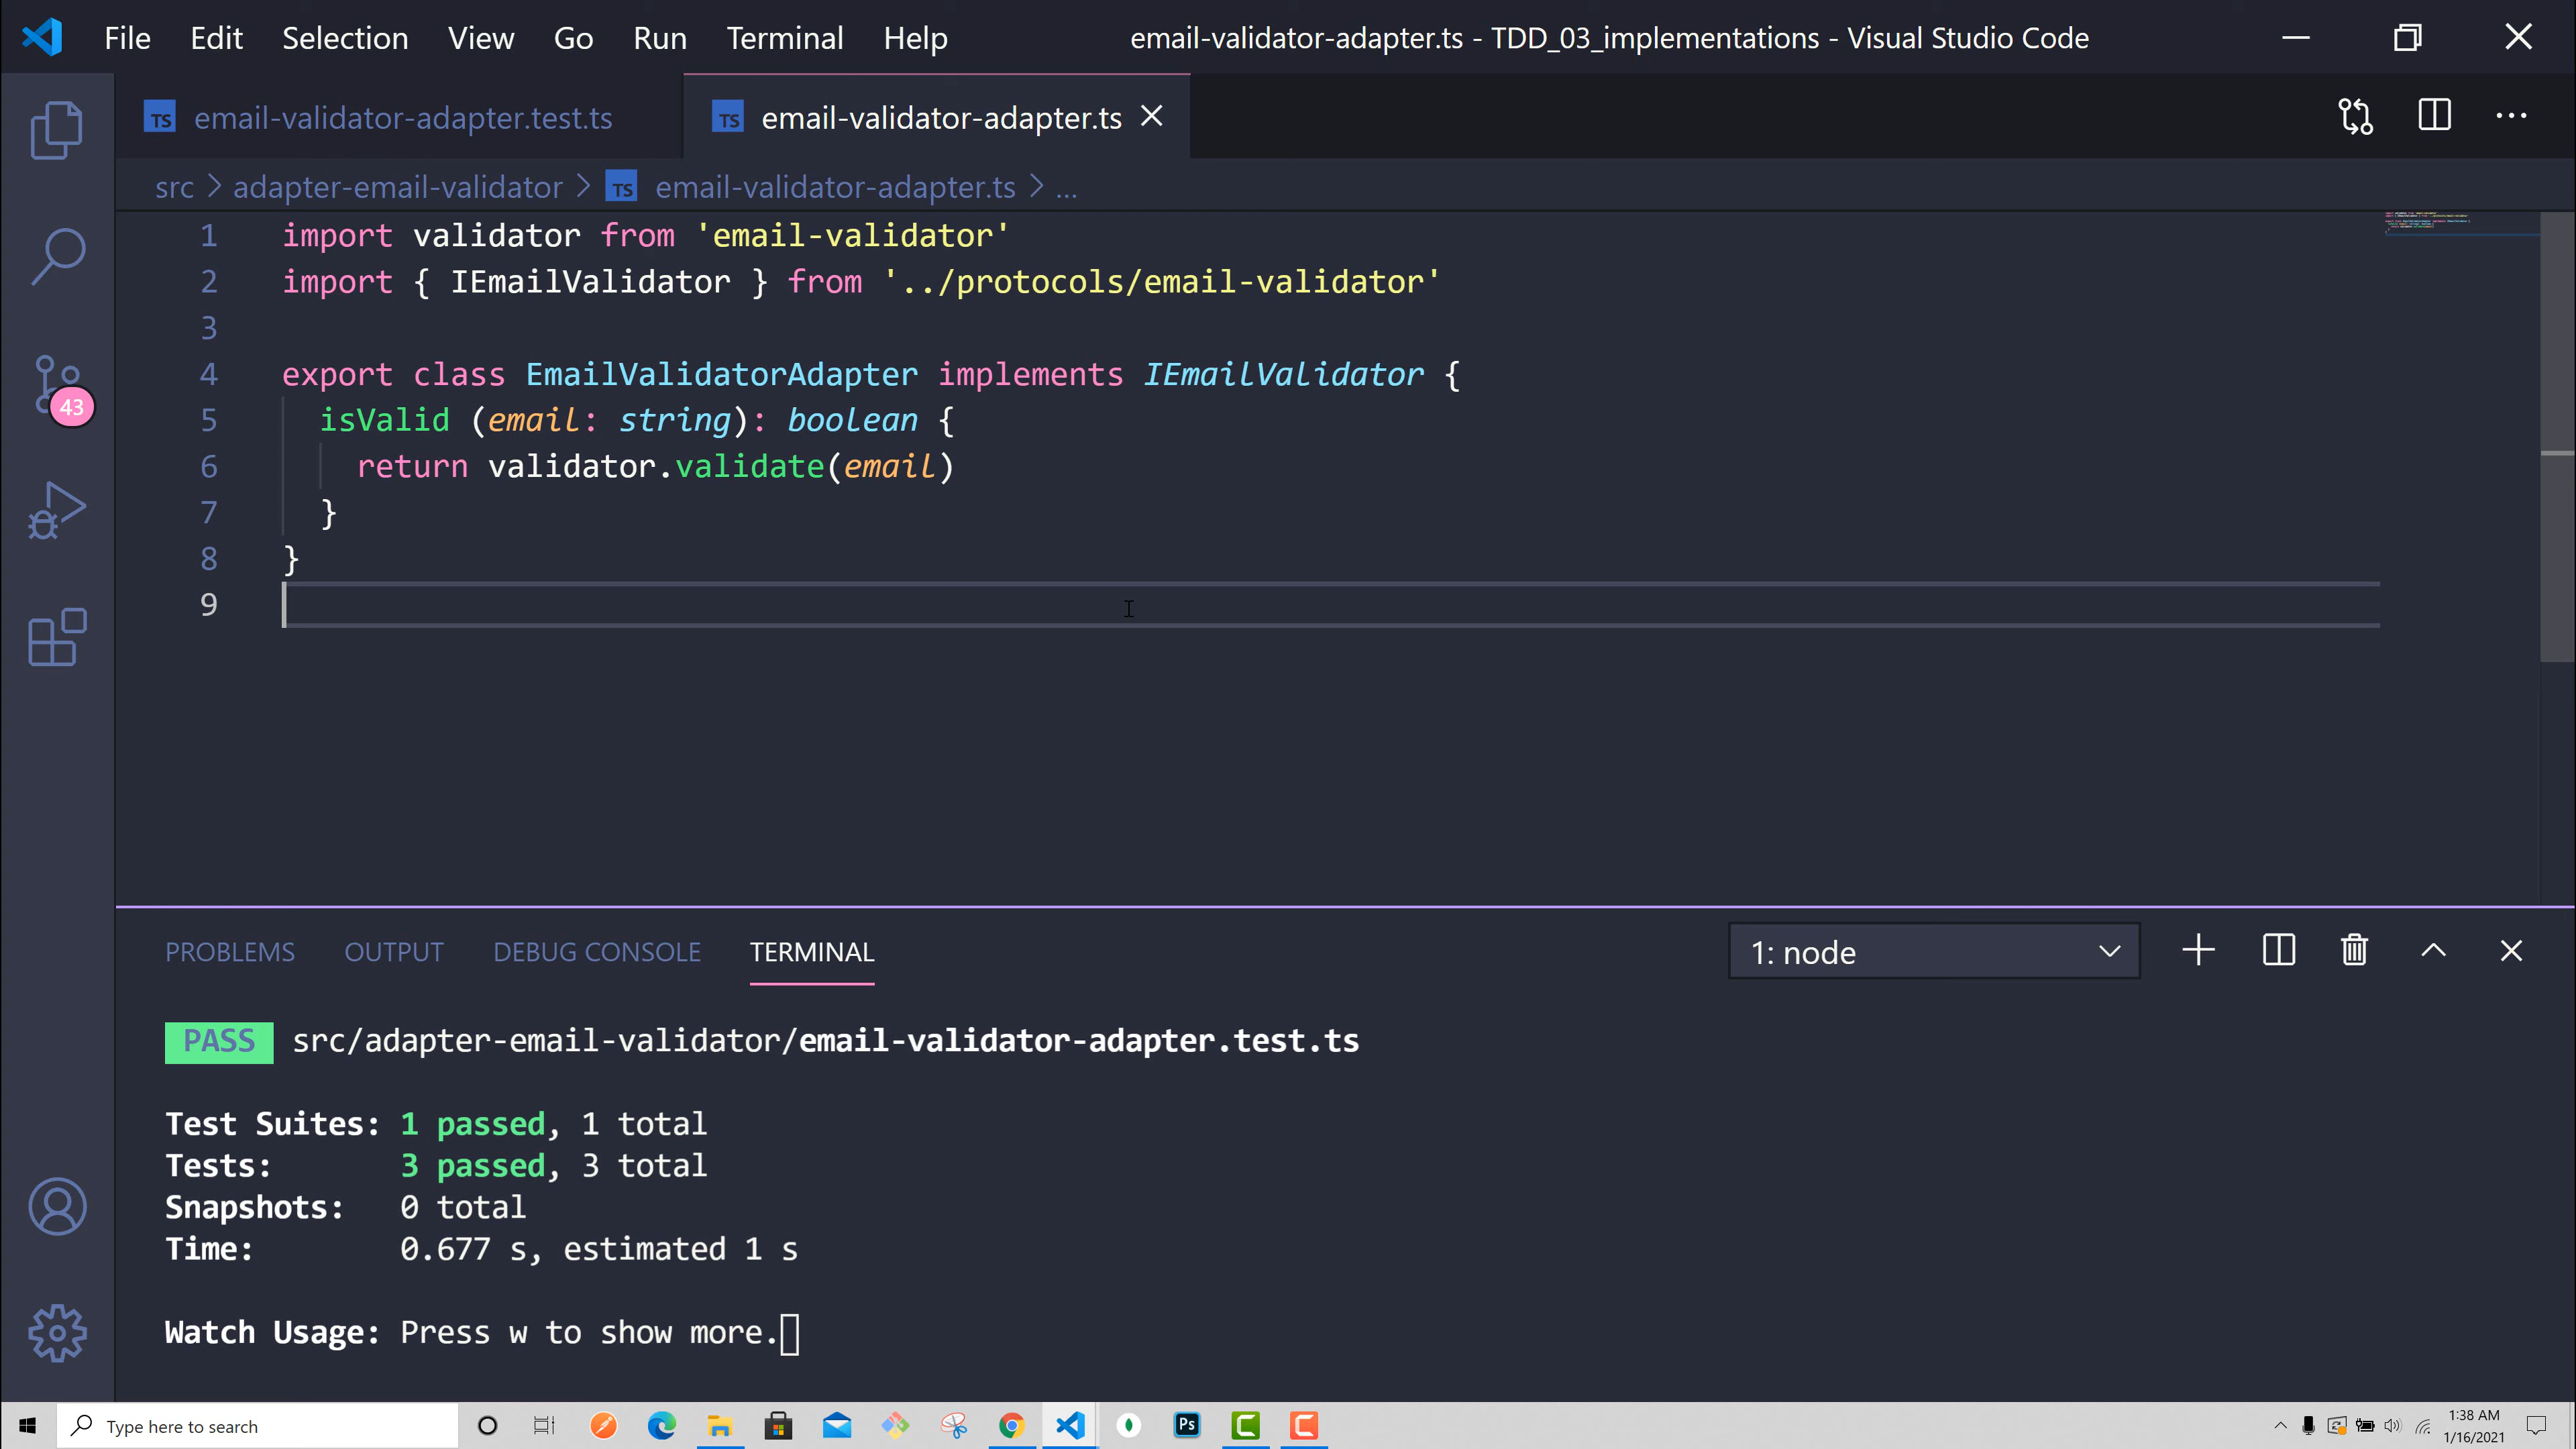 File Edit Selection View Go Run Terminal Help email-validator-adapter.ts - TDD_03_implementations - Visual Studio Code
TS email-validator-adapter.test.ts TS email-validator-adapter.ts
src > adapter-email-validator > TS email-validator-adapter.ts > ...
1 import validator from 'email-validator'
2 import { IEmailValidator } from '../protocols/email-validator'
3
4 export class EmailValidatorAdapter implements IEmailValidator {
43
5 isValid (email: string): boolean {
6 return validator.validate(email)
7 }
8 }
9
PROBLEMS OUTPUT DEBUG CONSOLE TERMINAL 1: node
PASS src/adapter-email-validator/email-validator-adapter.test.ts
Test Suites: 1 passed, 1 total
Tests: 3 passed, 3 total
Snapshots: 0 total
Time: 0.677 s, estimated 1 s
Watch Usage: Press w to show more.
Type here to search Ps 1:38 AM
1/16/2021